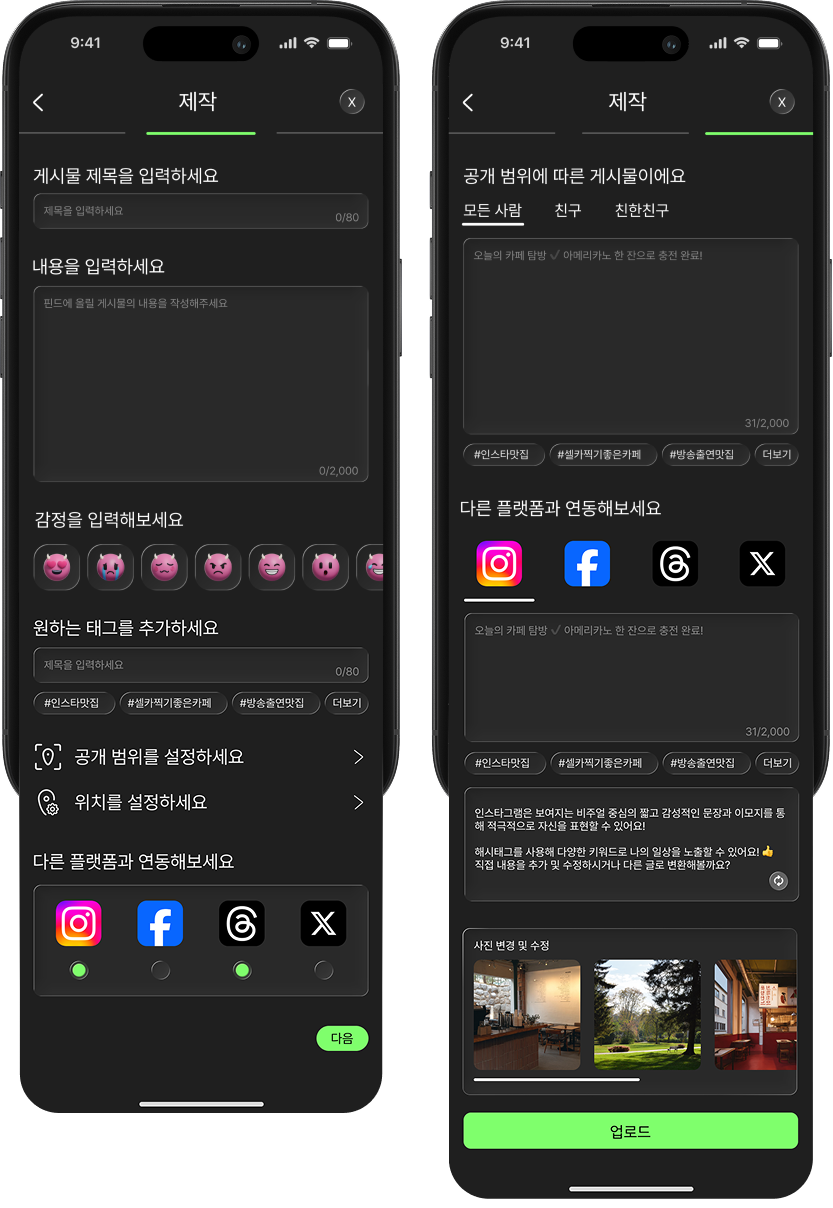 9:41
제작
X
게시물 제목을 입력하세요
제목을 입력하세요
0/80
내용을 입력하세요
핀드에 올릴 게시물의 내용을 작성해주세요
0/2,000
감정을 입력해보세요
원하는 태그를 추가하세요
제목을 입력하세요
0/80
#인스타맛집 #셀카찍기좋은카페 #방송출연맛집 더보기
공개 범위를 설정하세요
위치를 설정하세요
다른 플랫폼과 연동해보세요
다음
9:41
제작
X
공개 범위에 따른 게시물이에요
모든 사람 친구 친한친구
오늘의 카페 탐방 ✓ 아메리카노 한 잔으로 충전 완료!
31/2,000
#인스타맛집 #셀카찍기좋은카페 #방송출연맛집 더보기
다른 플랫폼과 연동해보세요
오늘의 카페 탐방 ✓ 아메리카노 한 잔으로 충전 완료!
31/2,000
#인스타맛집 #셀카찍기좋은카페 #방송출연맛집 더보기
인스타그램은 보여지는 비주얼 중심의 짧고 감성적인 문장과 이모지를 통
해 적극적으로 자신을 표현할 수 있어요!
해시태그를 사용해 다양한 키워드로 나의 일상을 노출할 수 있어요! 👍
직접 내용을 추가 및 수정하시거나 다른 글로 변환해볼까요?
사진 변경 및 수정
업로드